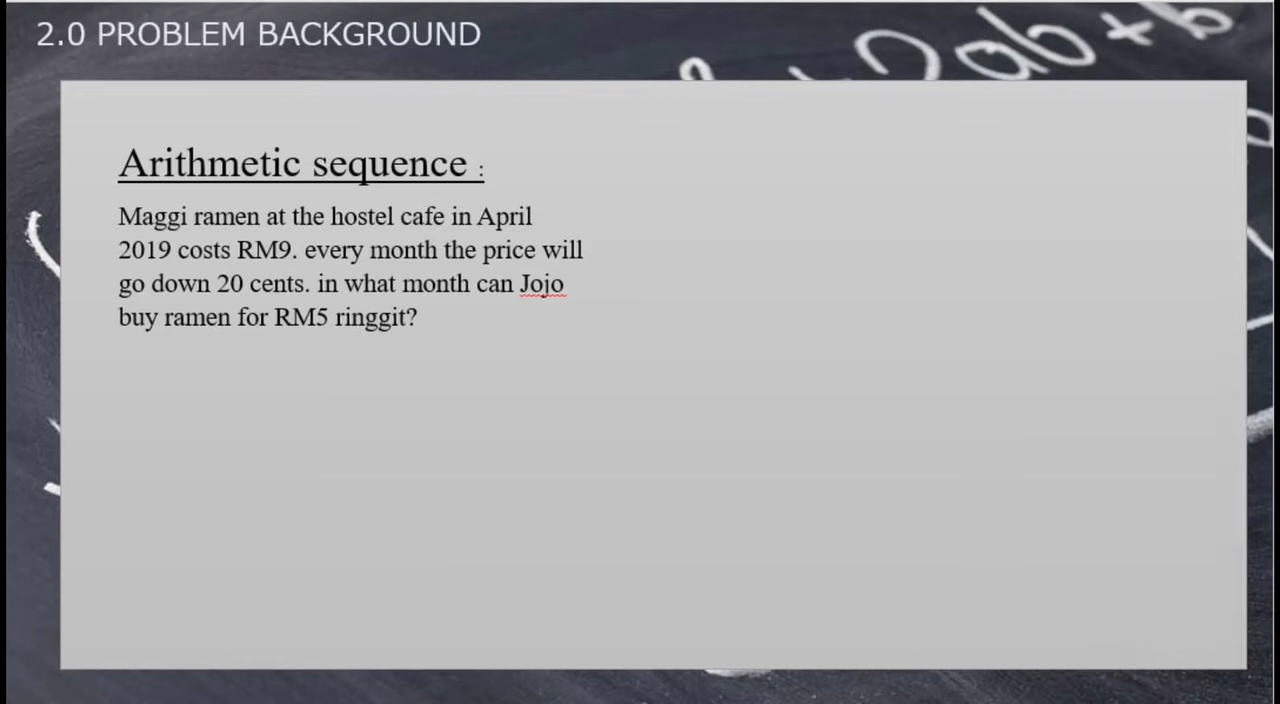 2.0 PROBLEM BACKGROUND
2ab + b
Arithmetic sequence :
Maggi ramen at the hostel cafe in April
2019 costs RM9. every month the price will
go down 20 cents. in what month can Jojo
buy ramen for RM5 ringgit?